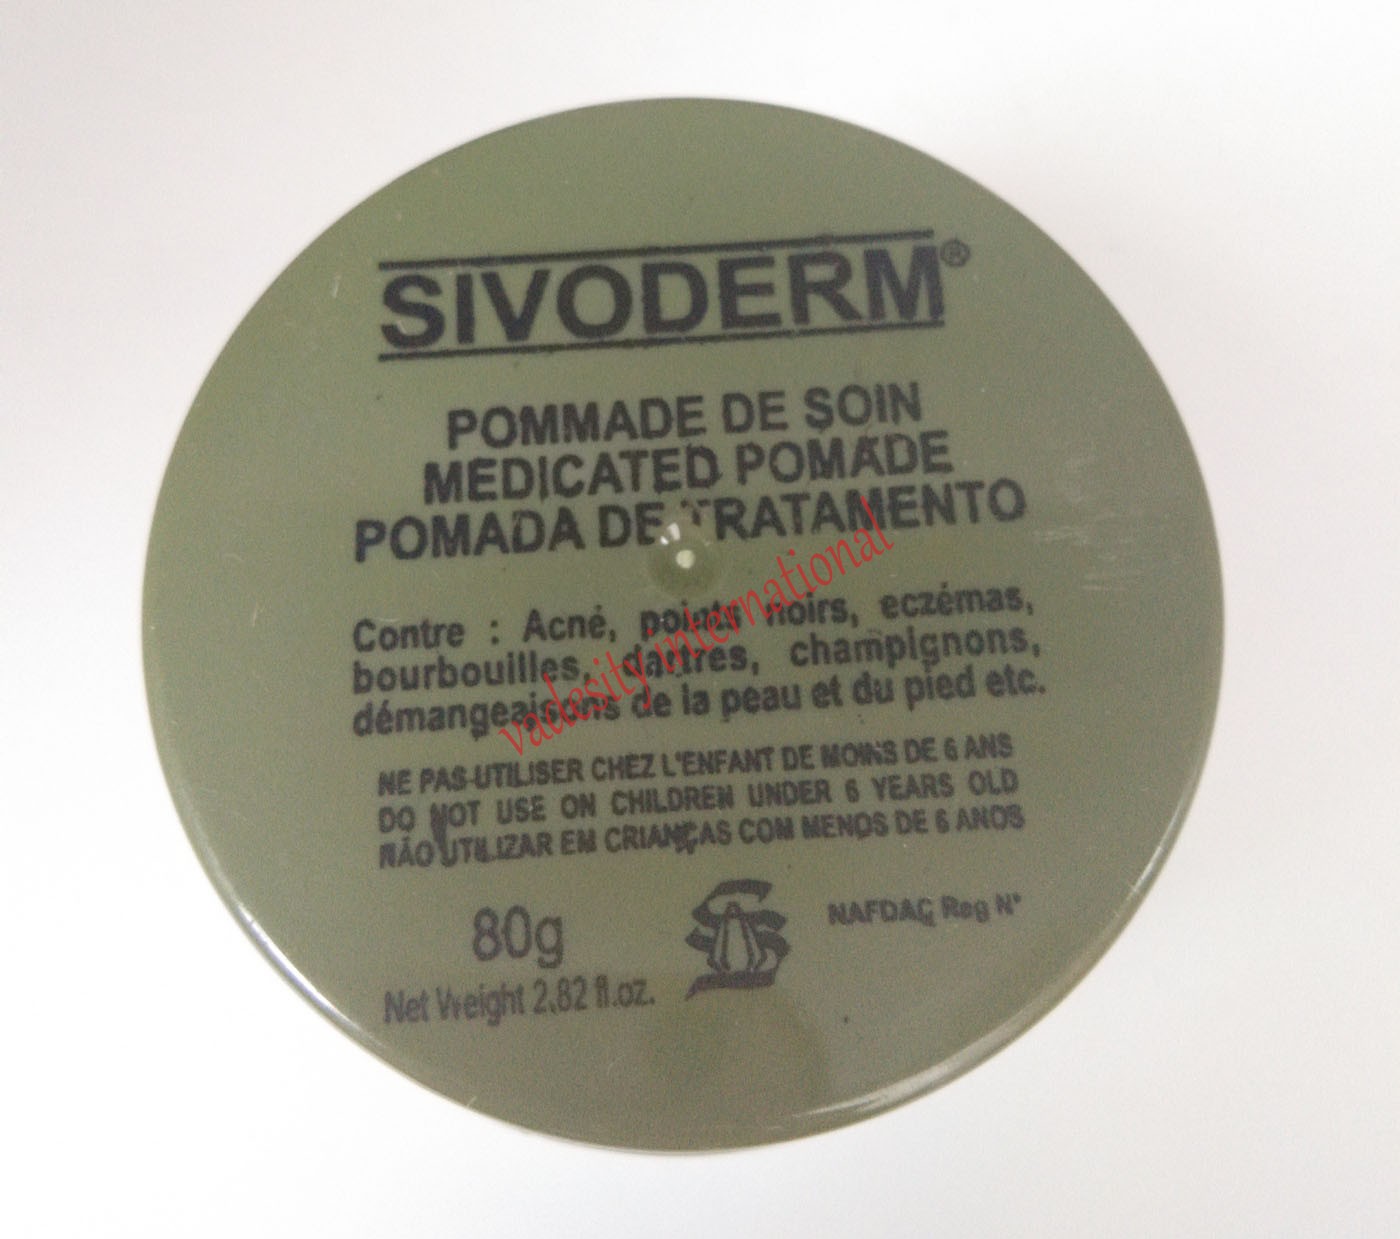 SIVODERM®
POMMADE DE SOIN
MEDICATED POMADE
POMADA DE TRATAMENTO
Contre : Acné, points noirs, eczémas,
bourbouilles, dartres, champignons,
démangeaisons de la peau et du pied etc.
vadesity international
NE PAS UTILISER CHEZ L'ENFANT DE MOINS DE 6 ANS
DO NOT USE ON CHILDREN UNDER 6 YEARS OLD
NÃO UTILIZAR EM CRIANÇAS COM MENOS DE 6 ANOS
80g
Net Weight 2.82 fl.oz.
NAFDAC Reg N°